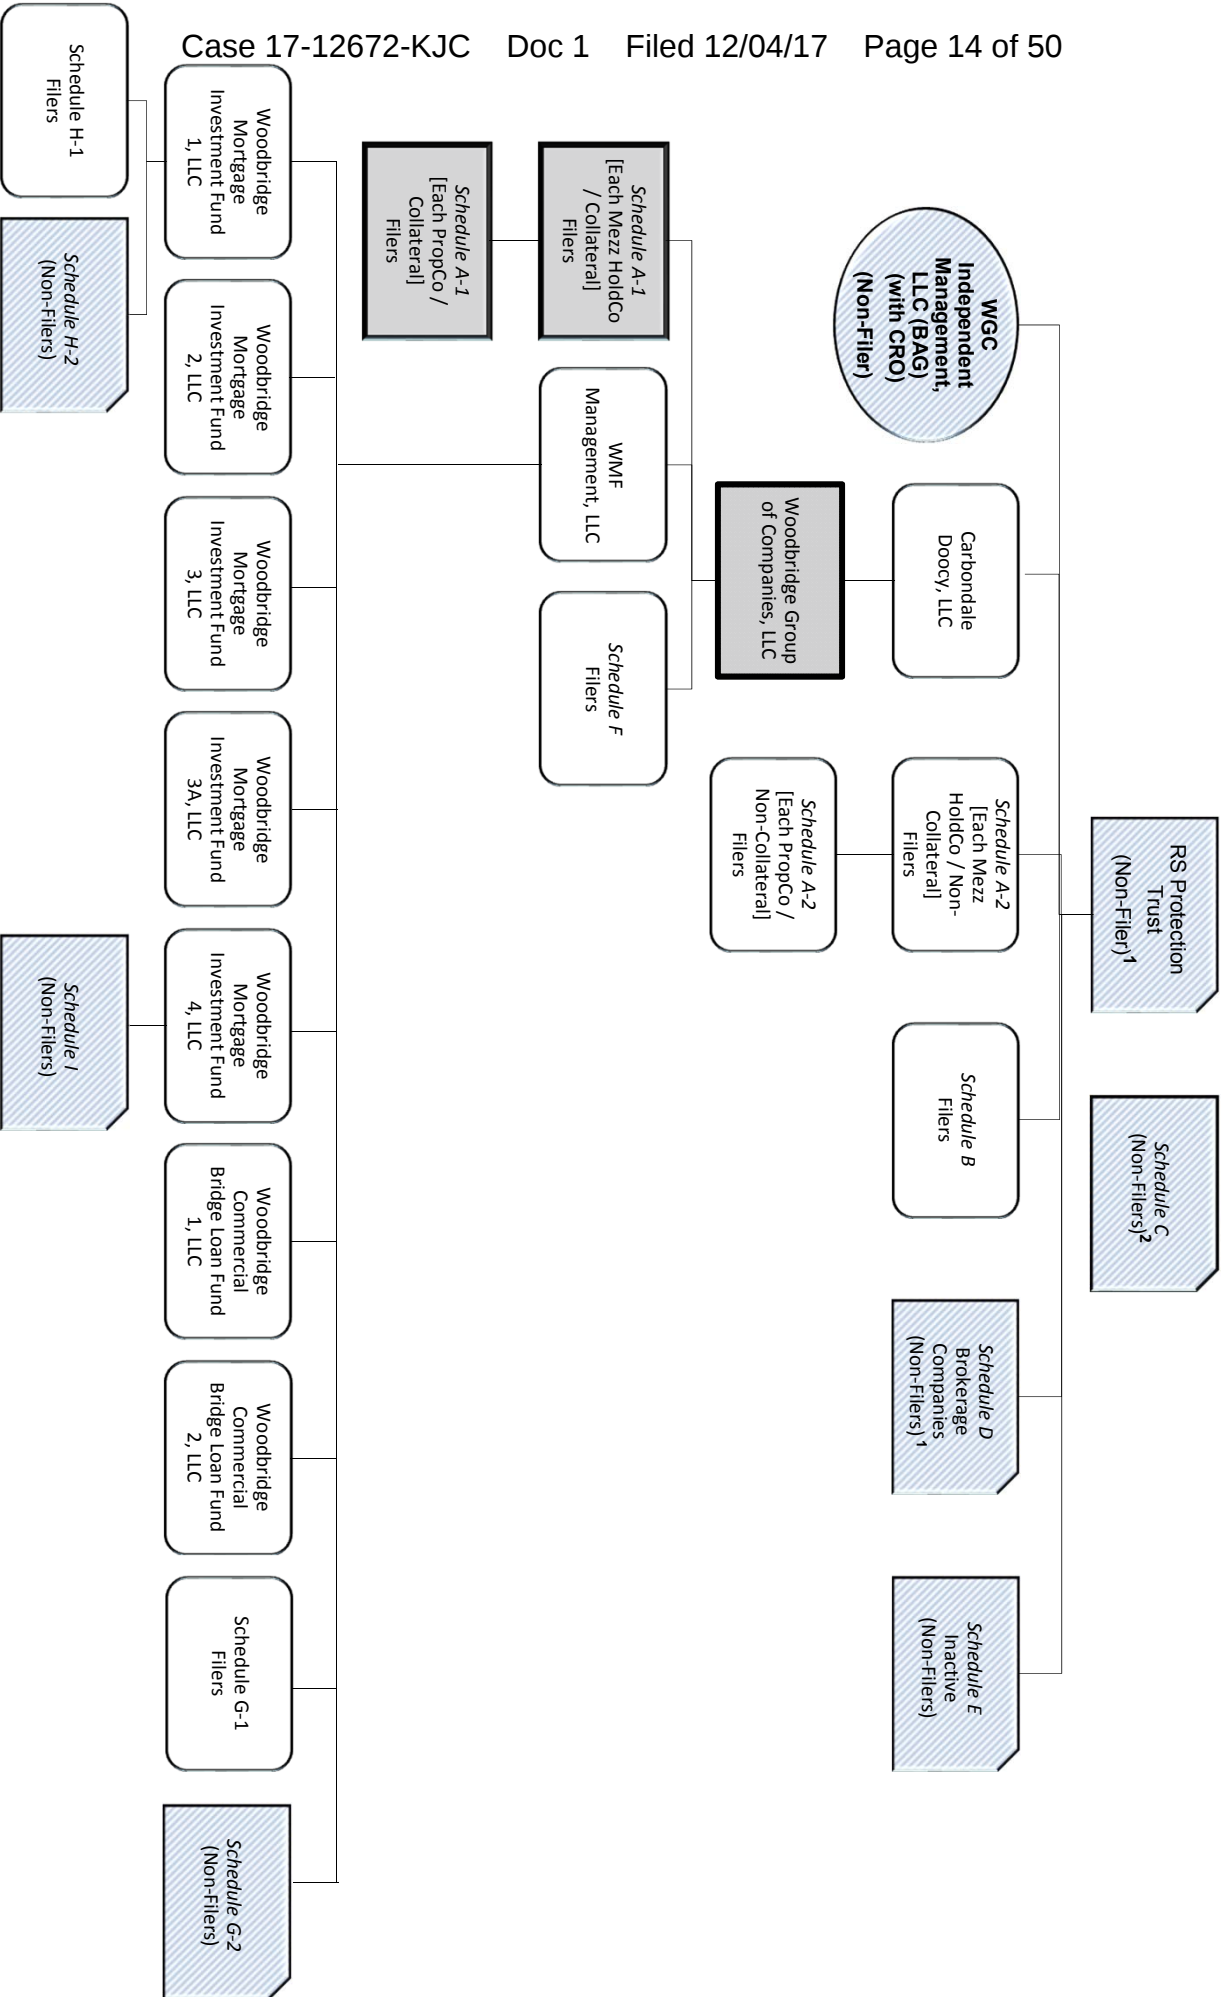 Case 17-12672-KJC Doc 1 Filed 12/04/17 Page 14 of 50
RS Protection
Trust
(Non-Filer)¹
Schedule C
(Non-Filers)²
WGC
Independent
Management,
LLC (BAG)
(with CRO)
(Non-Filer)
Carbondale
Doocy, LLC
Schedule A-2
[Each Mezz
HoldCo / Non-
Collateral]
Filers
Schedule B
Filers
Schedule D
Brokerage
Companies
(Non-Filers) ¹
Schedule E
Inactive
(Non-Filers)
Woodbridge Group
of Companies, LLC
Schedule A-2
[Each PropCo /
Non-Collateral]
Filers
Schedule A-1
[Each Mezz HoldCo
/ Collateral]
Filers
WMF
Management, LLC
Schedule F
Filers
Schedule A-1
[Each PropCo /
Collateral]
Filers
Woodbridge
Mortgage
Investment Fund
1, LLC
Woodbridge
Mortgage
Investment Fund
2, LLC
Woodbridge
Mortgage
Investment Fund
3, LLC
Woodbridge
Mortgage
Investment Fund
3A, LLC
Woodbridge
Mortgage
Investment Fund
4, LLC
Woodbridge
Commercial
Bridge Loan Fund
1, LLC
Woodbridge
Commercial
Bridge Loan Fund
2, LLC
Schedule G-1
Filers
Schedule G-2
(Non-Filers)
Schedule H-1
Filers
Schedule H-2
(Non-Filers)
Schedule I
(Non-Filers)